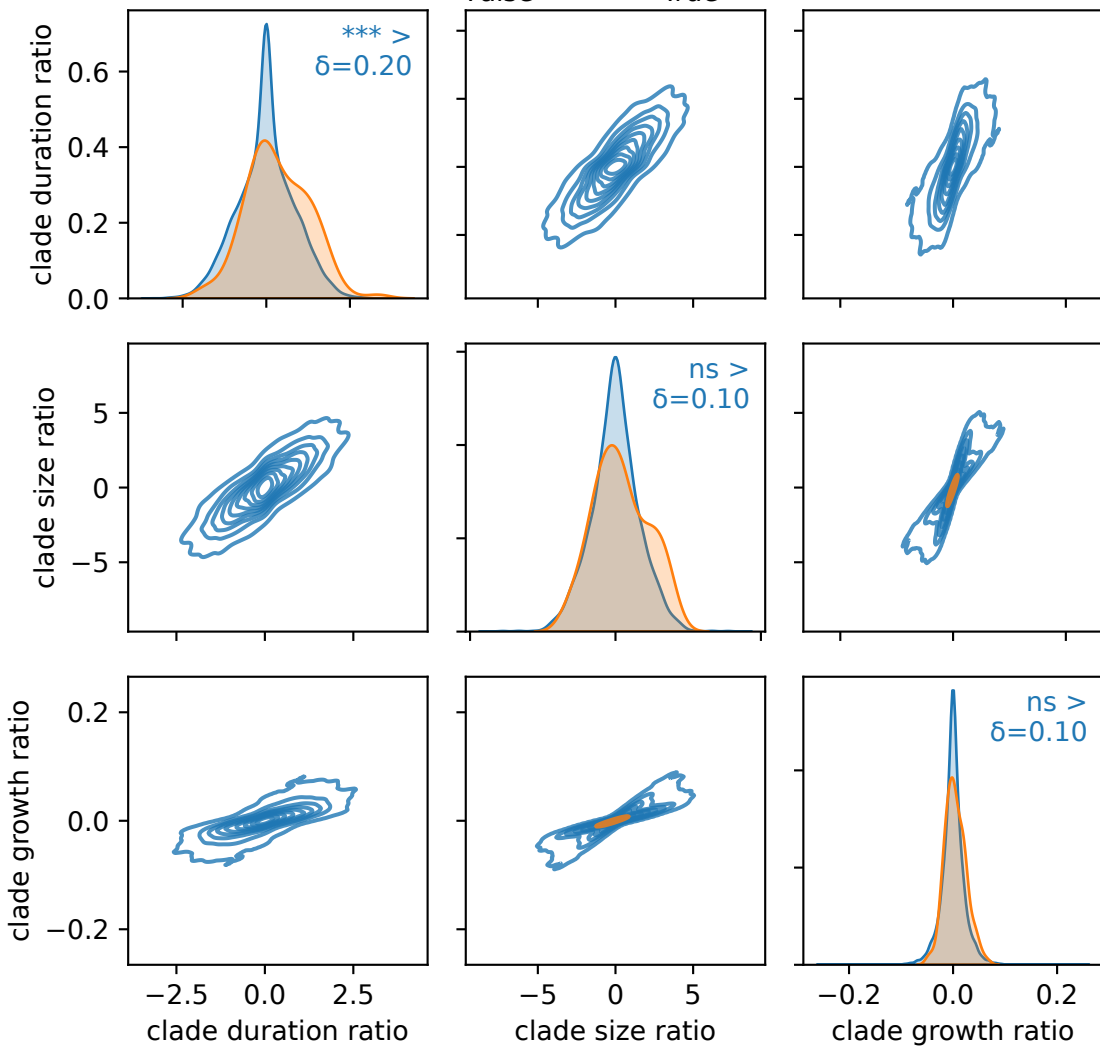 clade duration ratio
0.6
0.4
0.2
0.0
*** >
δ=0.20
clade size ratio
5
0
−5
ns >
δ=0.10
clade growth ratio
0.2
0.0
−0.2
ns >
δ=0.10
−2.5 0.0 2.5
clade duration ratio
−5 0 5
clade size ratio
−0.2 0.0 0.2
clade growth ratio